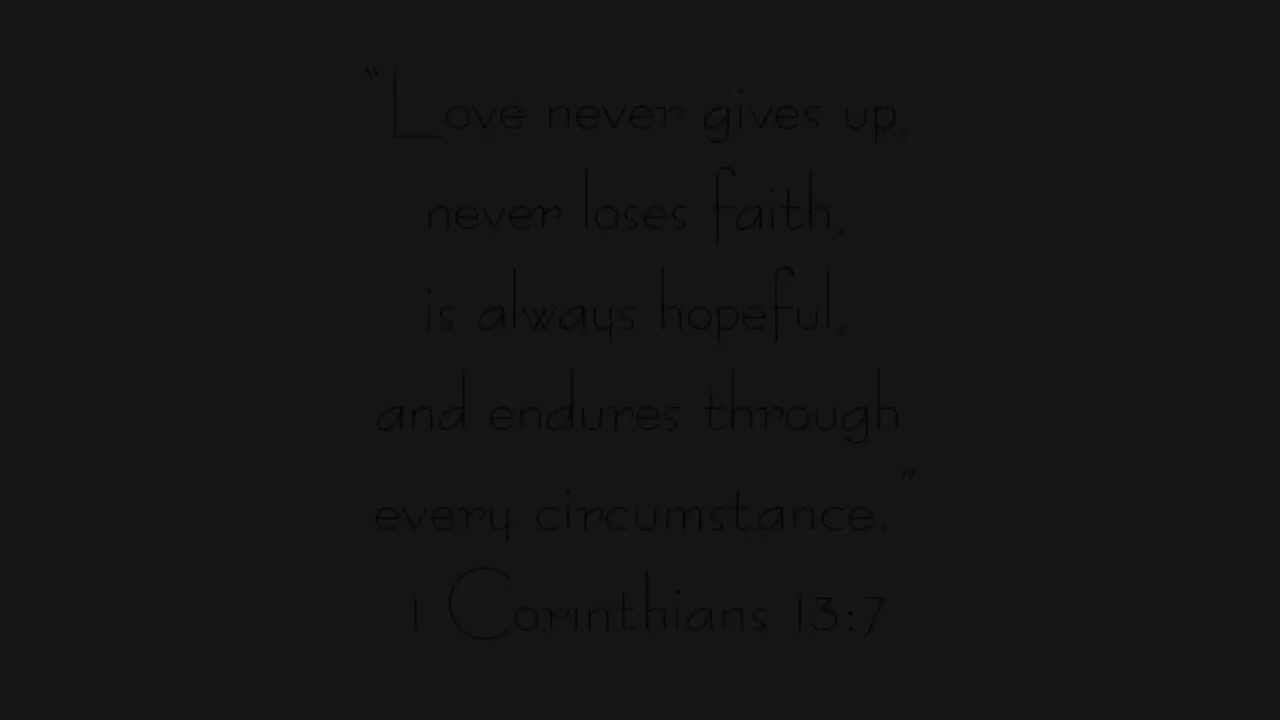 “Love never gives up,
never loses faith,
is always hopeful,
and endures through
every circumstance.”
1 Corinthians 13:7